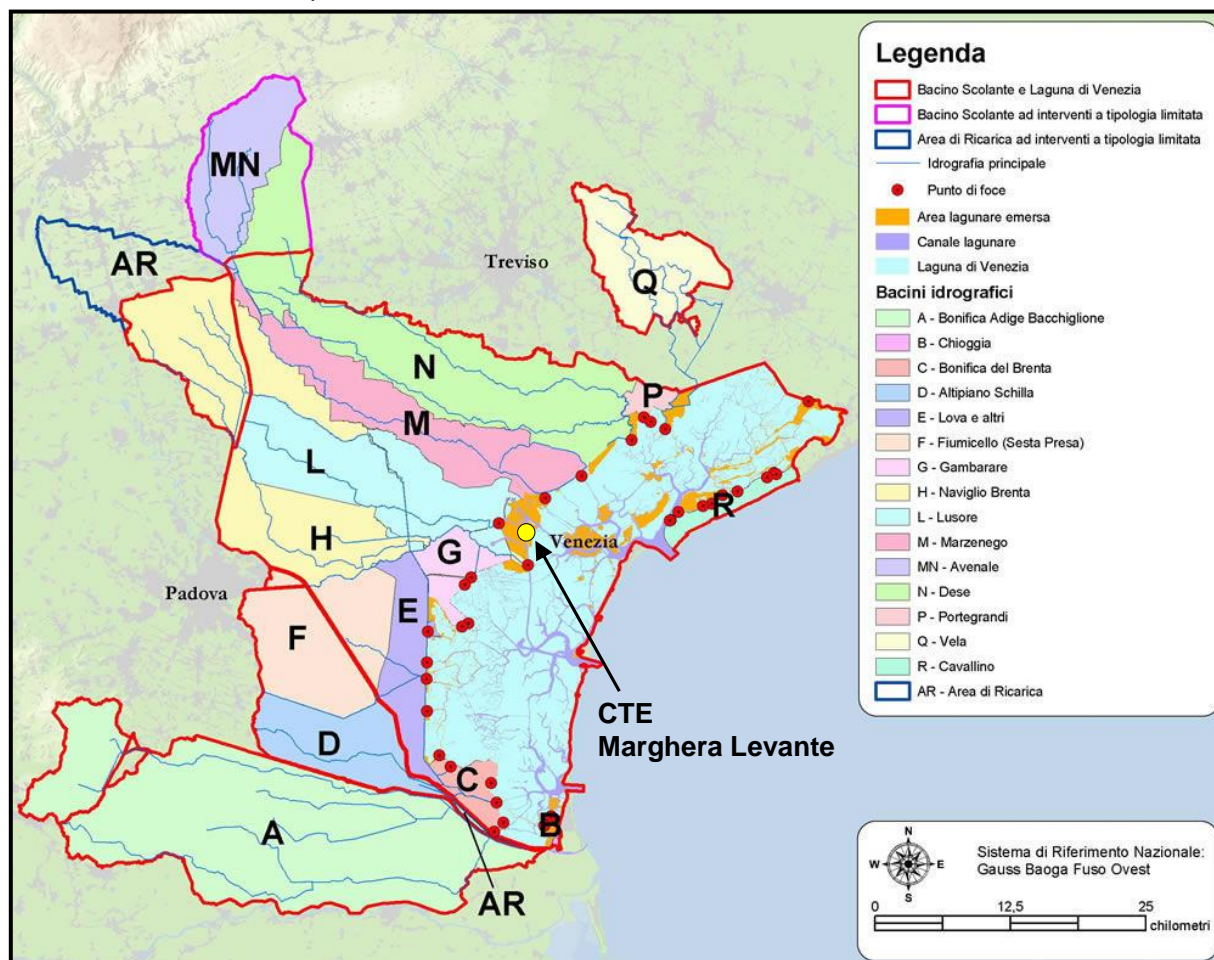 Legenda
Bacino Scolante e Laguna di Venezia
Bacino Scolante ad interventi a tipologia limitata
Area di Ricarica ad interventi a tipologia limitata
Idrografia principale
Punto di foce
Area lagunare emersa
Canale lagunare
Laguna di Venezia
Bacini idrografici
A - Bonifica Adige Bacchiglione
B - Chioggia
C - Bonifica del Brenta
D - Altipiano Schilla
E - Lova e altri
F - Fiumicello (Sesta Presa)
G - Gambarare
H - Naviglio Brenta
L - Lusore
M - Marzenego
MN - Avenale
N - Dese
P - Portegrandi
Q - Vela
R - Cavallino
AR - Area di Ricarica
MN
AR
Treviso
Q
N
P
M
L
R
H
Venezia
G
Padova
E
F
CTE
Marghera Levante
D
C
B
A
AR
N
W
E
S
Sistema di Riferimento Nazionale:
Gauss Baoga Fuso Ovest
0 12,5 25
chilometri